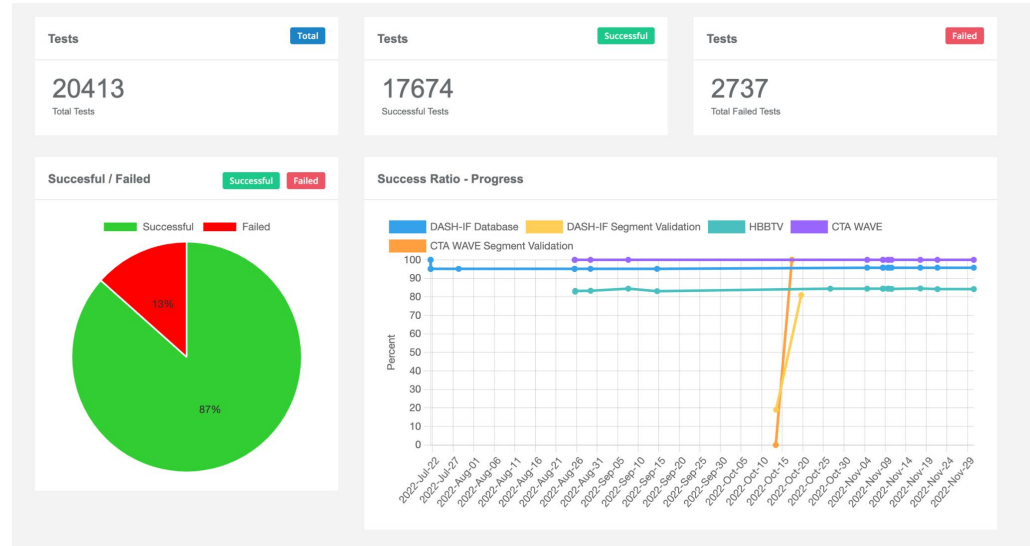 Tests Total
20413
Total Tests
Tests Successful
17674
Successful Tests
Tests Failed
2737
Total Failed Tests
Succesful / Failed Successful Failed
Successful Failed
13%
87%
Success Ratio - Progress
DASH-IF Database DASH-IF Segment Validation HBBTV CTA WAVE
CTA WAVE Segment Validation
Percent
100
90
80
70
60
50
40
30
20
10
0
2022-Jul-22
2022-Jul-27
2022-Aug-01
2022-Aug-06
2022-Aug-11
2022-Aug-16
2022-Aug-21
2022-Aug-26
2022-Aug-31
2022-Sep-05
2022-Sep-10
2022-Sep-15
2022-Sep-20
2022-Sep-25
2022-Sep-30
2022-Oct-05
2022-Oct-10
2022-Oct-15
2022-Oct-20
2022-Oct-25
2022-Oct-30
2022-Nov-04
2022-Nov-09
2022-Nov-14
2022-Nov-19
2022-Nov-24
2022-Nov-29